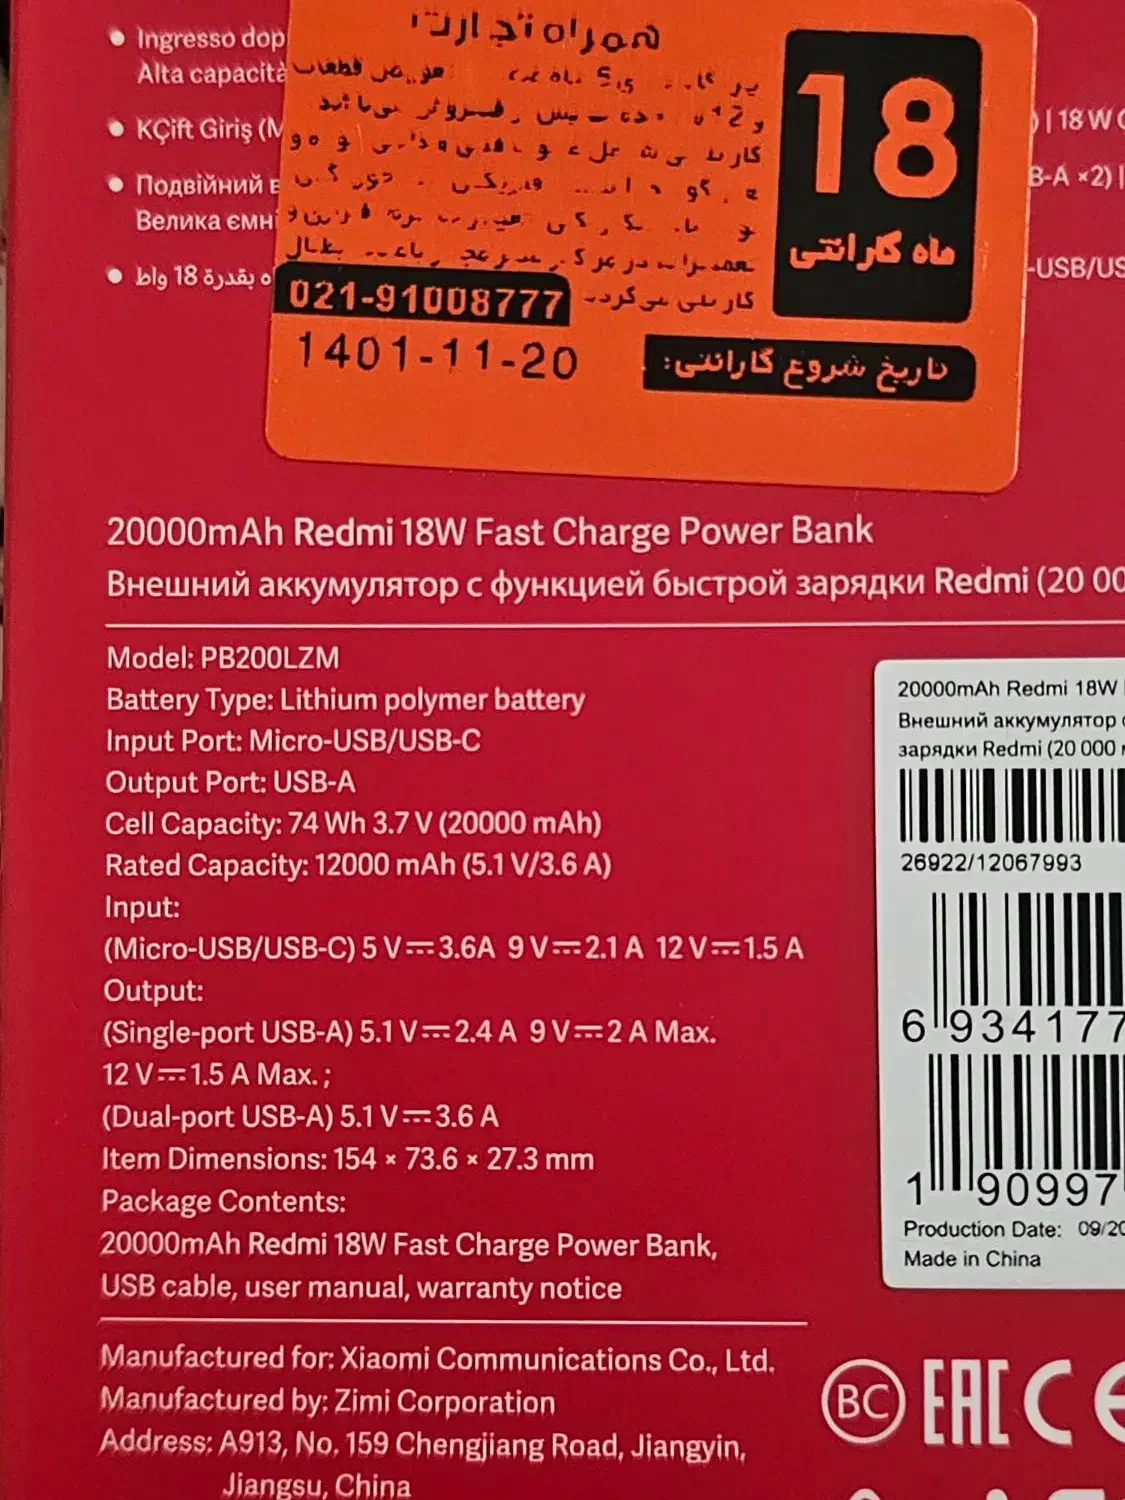 ● Ingresso dop
Alta capacità
● KÇift Giriş (M
● Подвійний в
Велика ємні
● ه بقدرة 18 واط
همراه تجارت
18
ماه گارانتی
021-91008777
1401-11-20
تاریخ شروع گارانتی:
) | 18 W
B-A ×2) |
-USB/US
20000mAh Redmi 18W Fast Charge Power Bank
Внешний аккумулятор с функцией быстрой зарядки Redmi (20 00
Model: PB200LZM
Battery Type: Lithium polymer battery
Input Port: Micro-USB/USB-C
Output Port: USB-A
Cell Capacity: 74 Wh 3.7 V (20000 mAh)
Rated Capacity: 12000 mAh (5.1 V/3.6 A)
Input:
(Micro-USB/USB-C) 5 V⎓3.6A 9 V⎓2.1 A 12 V⎓1.5 A
Output:
(Single-port USB-A) 5.1 V⎓2.4 A 9 V⎓2 A Max.
12 V⎓1.5 A Max. ;
(Dual-port USB-A) 5.1 V⎓3.6 A
Item Dimensions: 154 × 73.6 × 27.3 mm
Package Contents:
20000mAh Redmi 18W Fast Charge Power Bank,
USB cable, user manual, warranty notice
Manufactured for: Xiaomi Communications Co., Ltd.
Manufactured by: Zimi Corporation
Address: A913, No. 159 Chengjiang Road, Jiangyin,
Jiangsu, China
20000mAh Redmi 18W
Внешний аккумулятор
зарядки Redmi (20 000
26922/12067993
6 934177
1 90997
Production Date: 09/20
Made in China
BC EAC CE